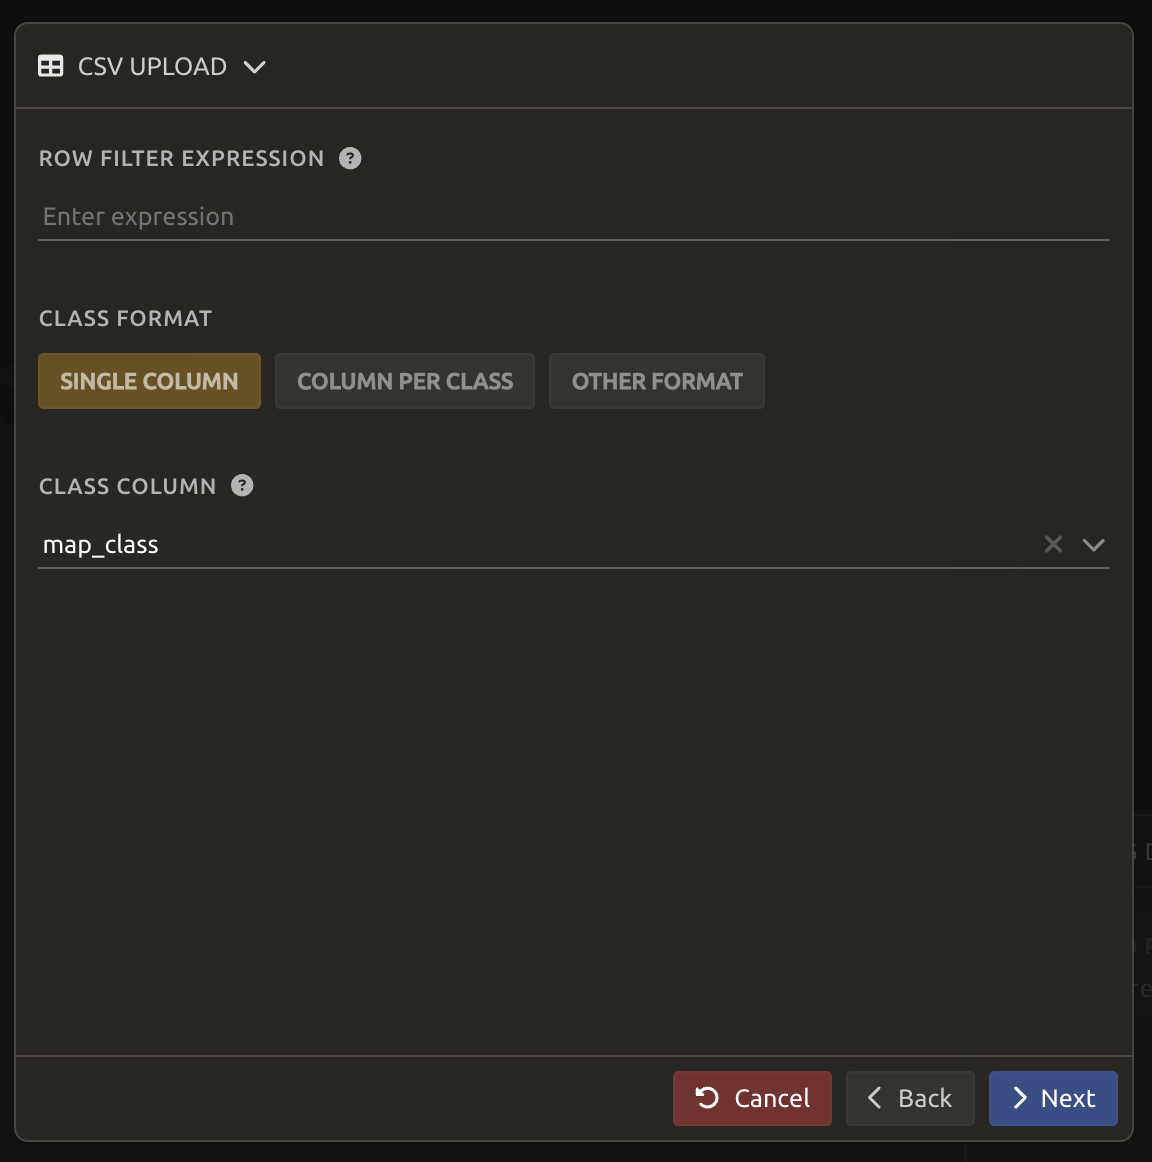 CSV UPLOAD
ROW FILTER EXPRESSION ?
Enter expression
CLASS FORMAT
SINGLE COLUMN COLUMN PER CLASS OTHER FORMAT
CLASS COLUMN ?
map_class
Cancel Back Next